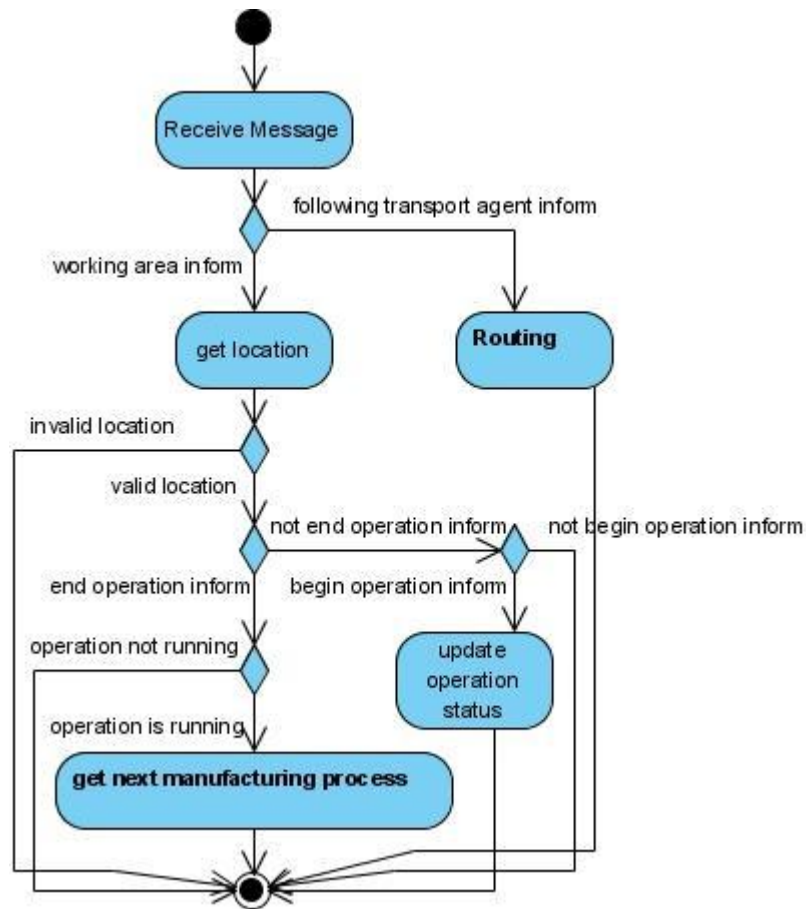 Receive Message
following transport agent inform
working area inform
get location
Routing
invalid location
valid location
not end operation inform
not begin operation inform
end operation inform
begin operation inform
operation not running
update
operation
status
operation is running
get next manufacturing process